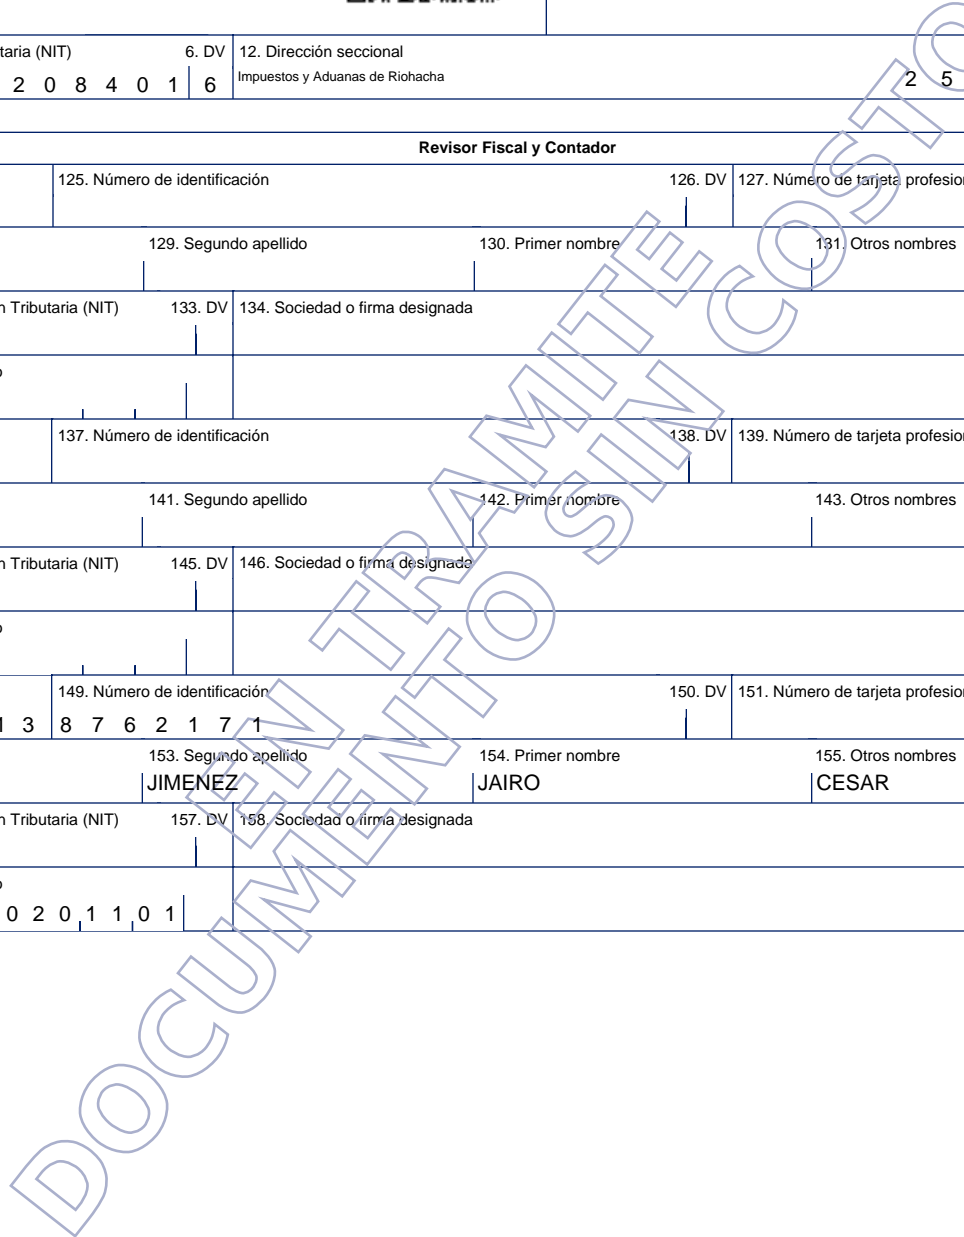 taria (NIT) 6. DV 12. Dirección seccional
2 0 8 4 0 1 6 Impuestos y Aduanas de Riohacha 2 5
Revisor Fiscal y Contador
125. Número de identificación 126. DV 127. Número de tarjeta profesio
129. Segundo apellido 130. Primer nombre 131. Otros nombres
n Tributaria (NIT) 133. DV 134. Sociedad o firma designada
o
137. Número de identificación 138. DV 139. Número de tarjeta profesio
141. Segundo apellido 142. Primer nombre 143. Otros nombres
n Tributaria (NIT) 145. DV 146. Sociedad o firma designada
o
149. Número de identificación 150. DV 151. Número de tarjeta profesio
1 3 8 7 6 2 1 7 1
153. Segundo apellido 154. Primer nombre 155. Otros nombres
JIMENEZ JAIRO CESAR
n Tributaria (NIT) 157. DV 158. Sociedad o firma designada
o
0 2 0 1 1 0 1
EN TRAMITE
DOCUMENTO SIN COSTO